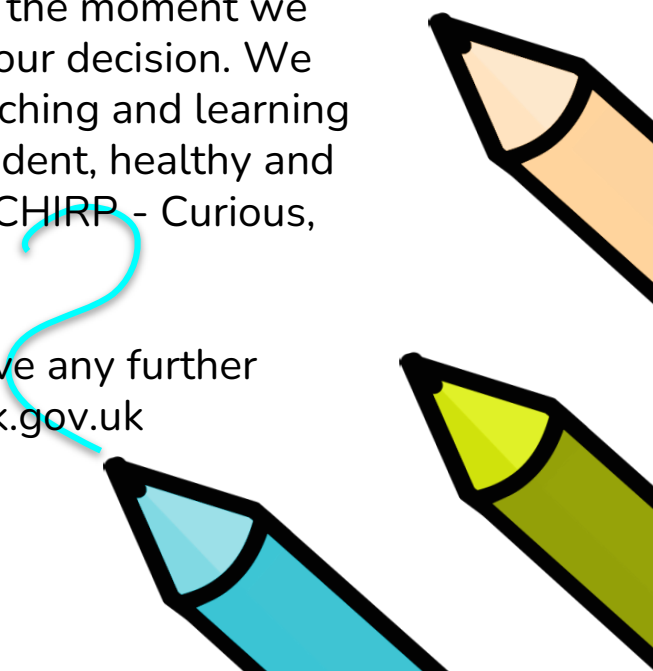 the moment we
our decision. We
ching and learning
dent, healthy and
CHIRP - Curious,
ve any further
k.gov.uk